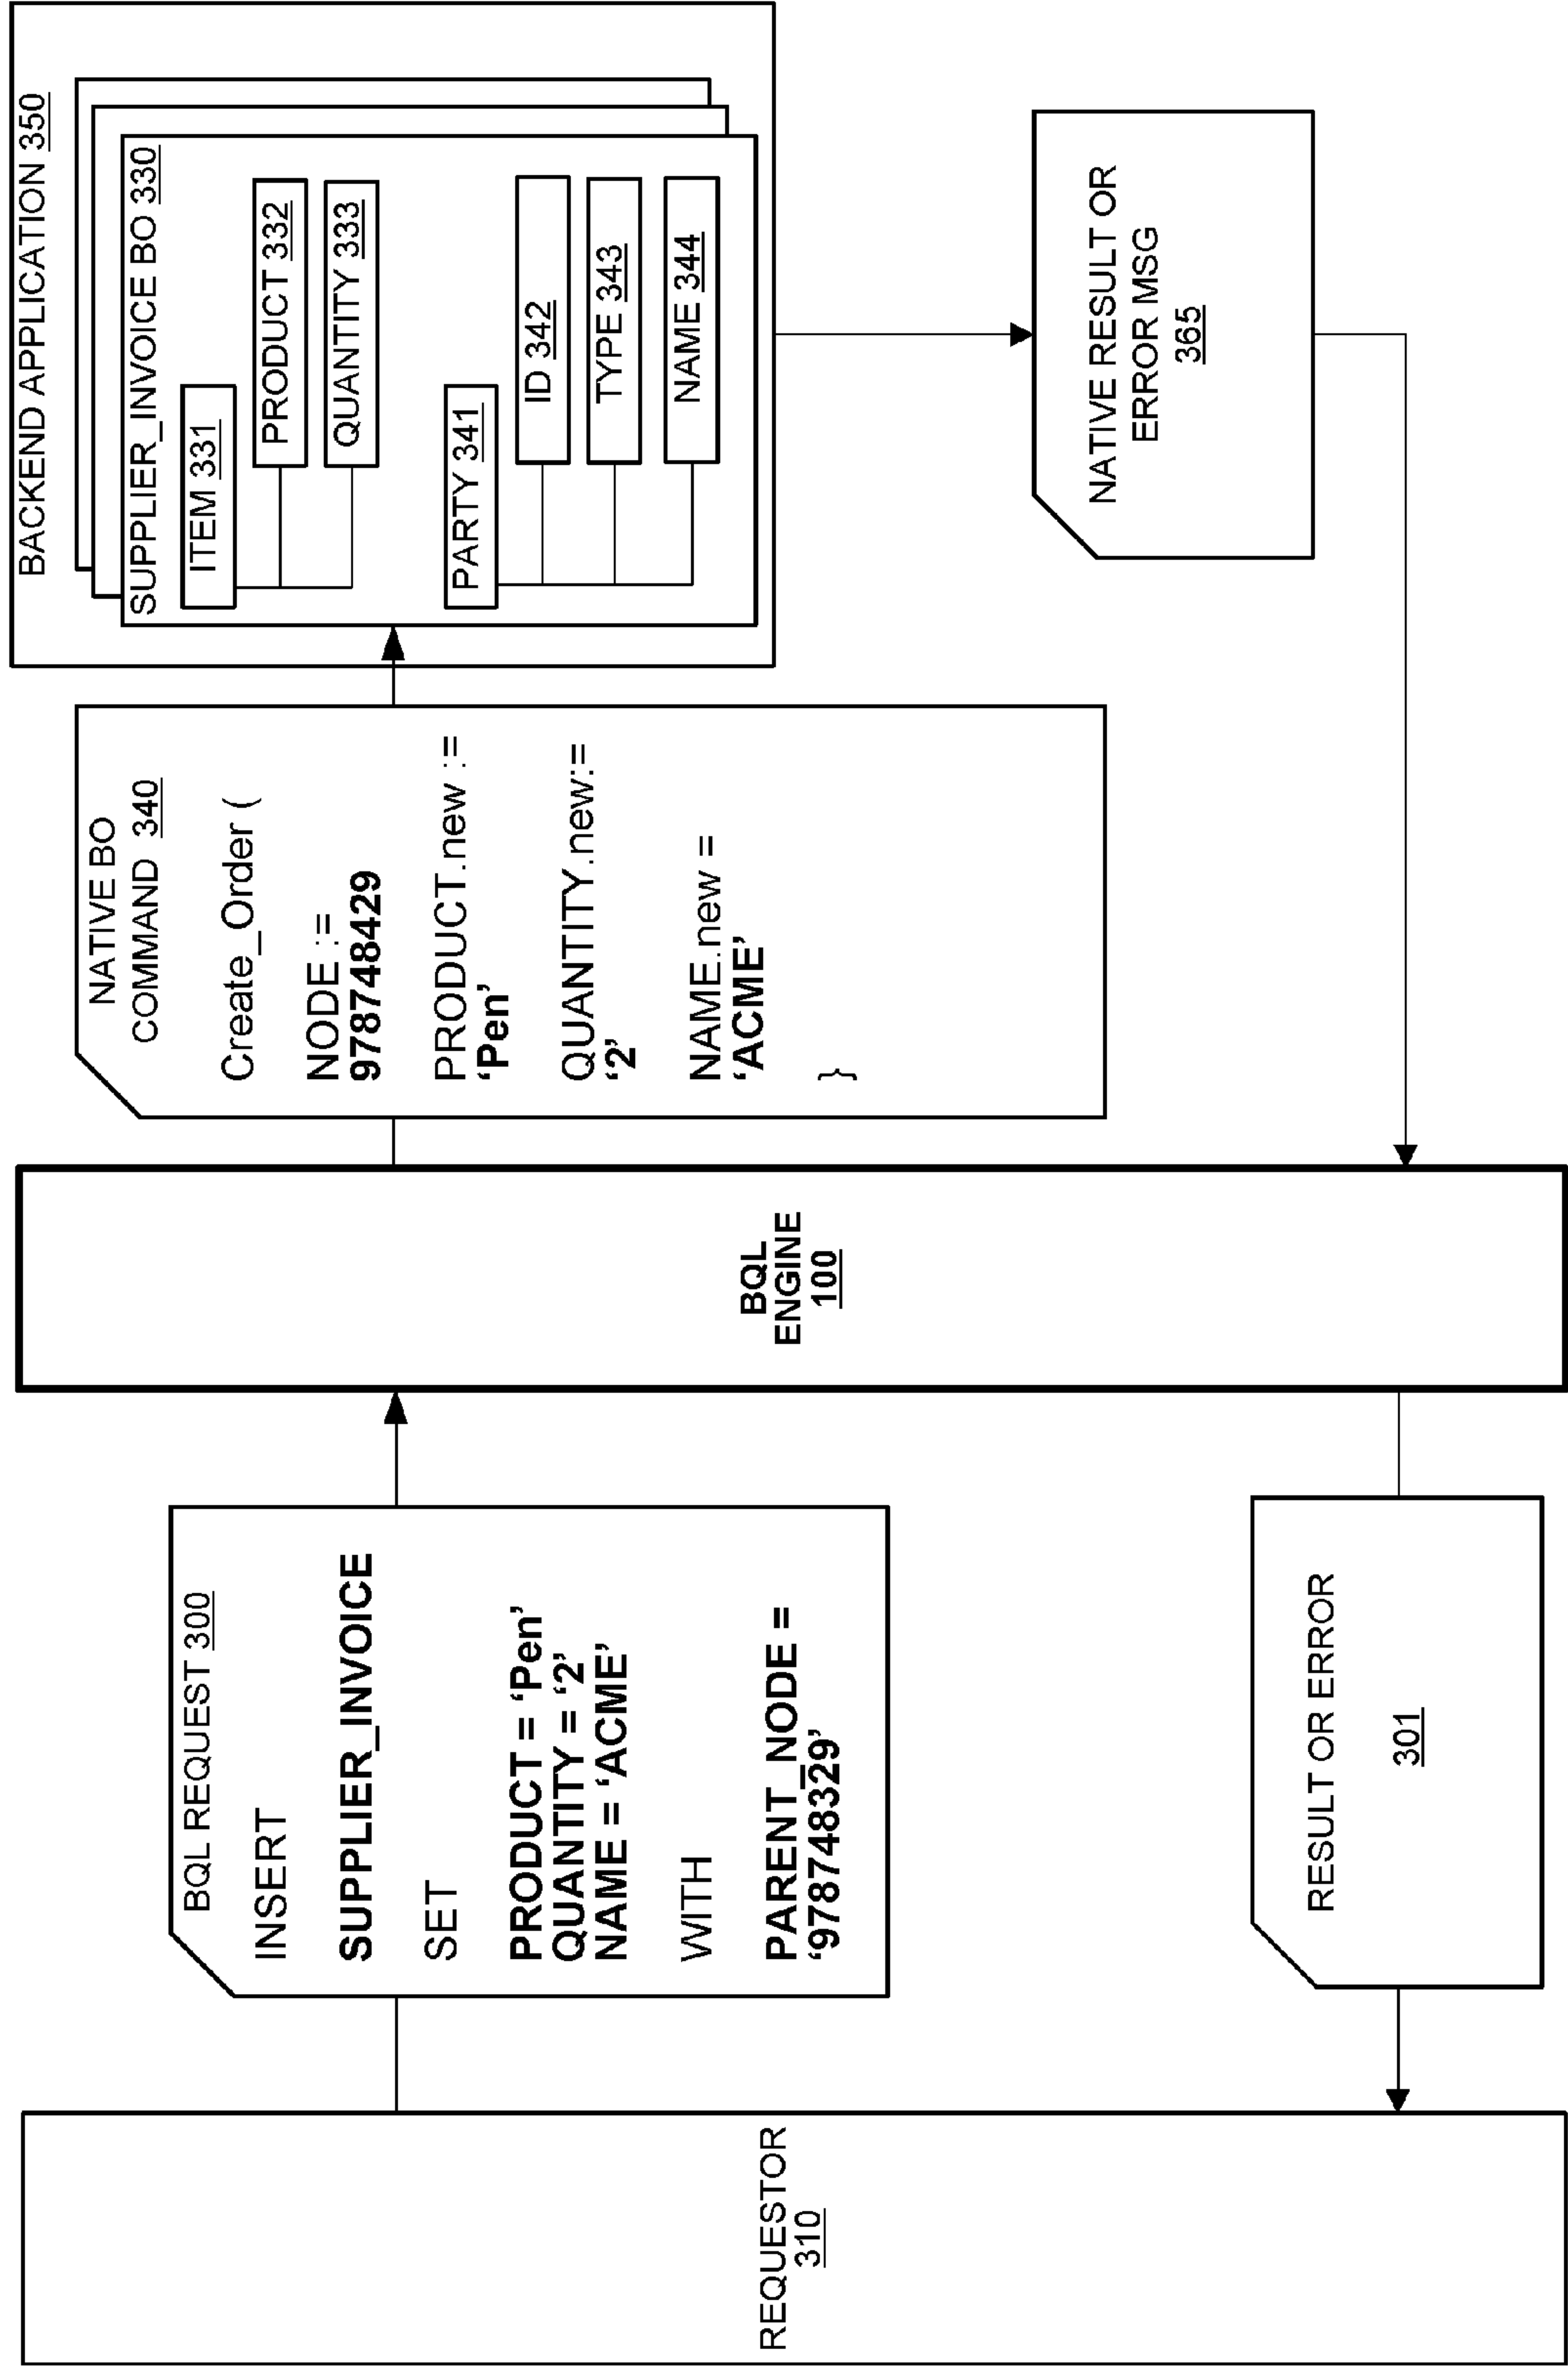 REQUESTOR
310
BQL REQUEST 300
INSERT
SUPPLIER_INVOICE
SET
PRODUCT = ‘Pen’
QUANTITY = ‘2’
NAME = ‘ACME’
WITH
PARENT_NODE =
‘978748329’
RESULT OR ERROR
301
BQL
ENGINE
100
NATIVE BO
COMMAND 340
Create_Order (
NODE :=
978748429
PRODUCT.new :=
‘Pen’
QUANTITY.new:=
‘2’
NAME.new =
‘ACME’
}
BACKEND APPLICATION 350
SUPPLIER_INVOICE BO 330
ITEM 331
PRODUCT 332
QUANTITY 333
PARTY 341
ID 342
TYPE 343
NAME 344
NATIVE RESULT OR
ERROR MSG
365